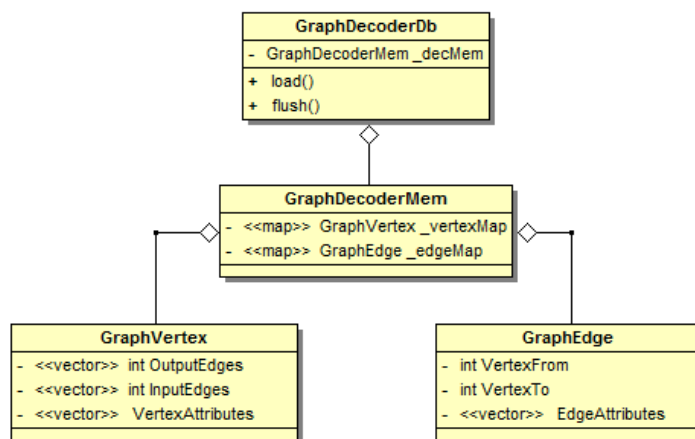 GraphDecoderDb
- GraphDecoderMem _decMem
+ load()
+ flush()
GraphDecoderMem
- <<map>> GraphVertex _vertexMap
- <<map>> GraphEdge _edgeMap
GraphVertex
- <<vector>> int OutputEdges
- <<vector>> int InputEdges
- <<vector>> VertexAttributes
GraphEdge
- int VertexFrom
- int VertexTo
- <<vector>> EdgeAttributes